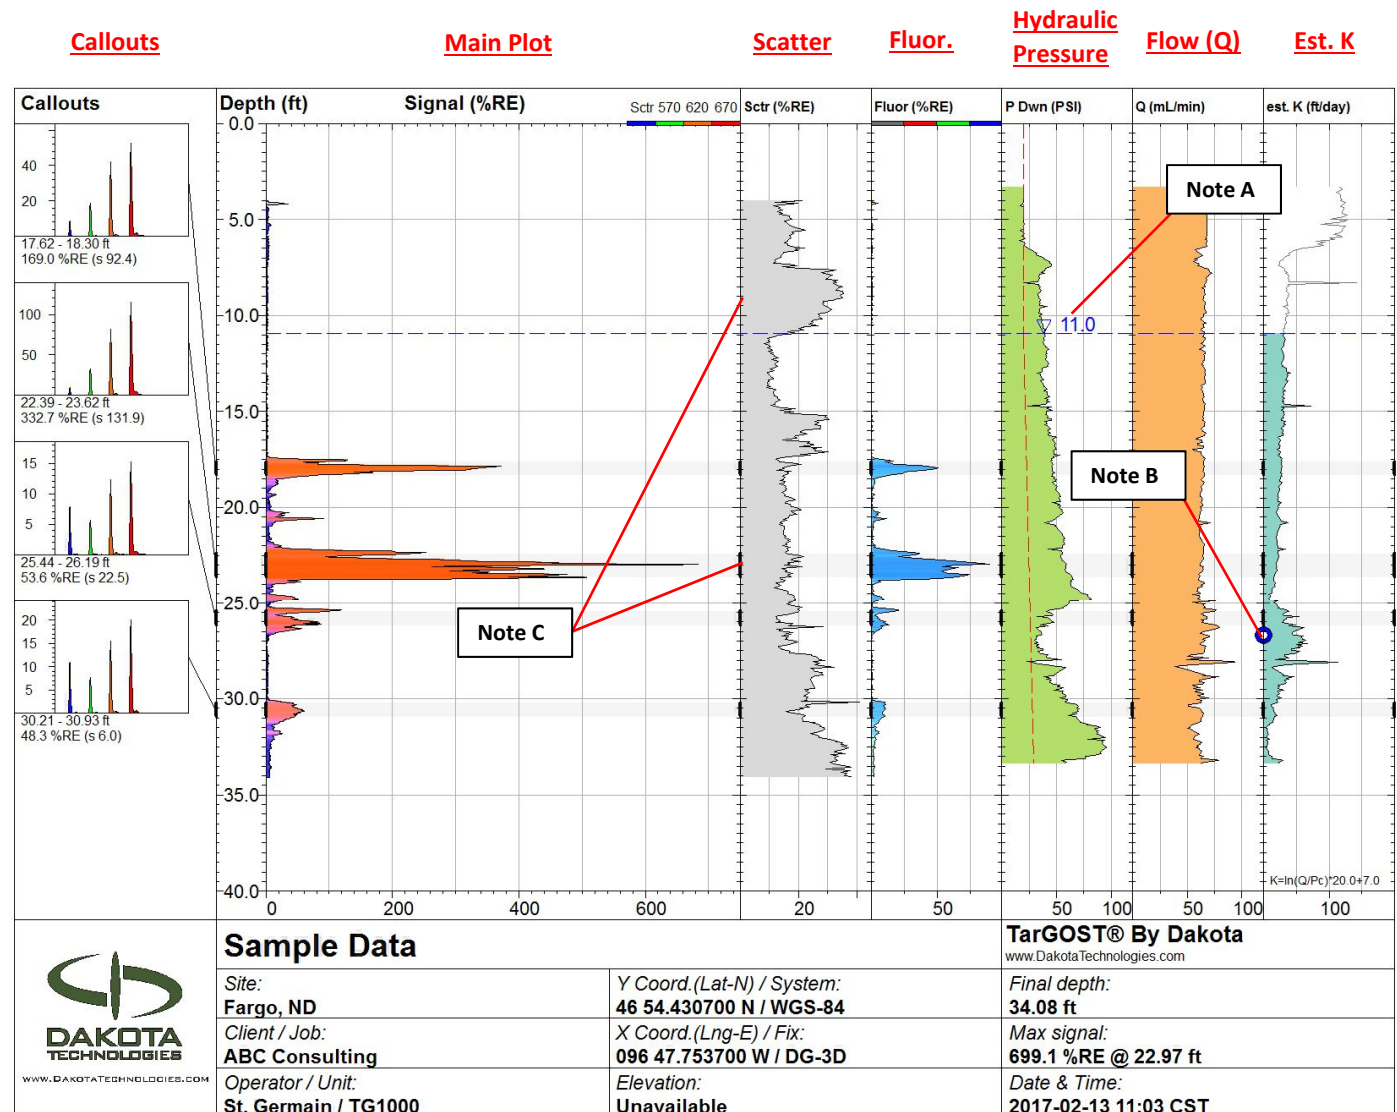 Callouts
Main Plot
Scatter
Fluor.
Hydraulic
Pressure
Flow (Q)
Est. K
Callouts
Depth (ft)
Signal (%RE)
Sctr 570 620 670
Sctr (%RE)
Fluor (%RE)
P Dwn (PSI)
Q (mL/min)
est. K (ft/day)
40
20
17.62 - 18.30 ft
169.0 %RE (s 92.4)
100
50
22.39 - 23.62 ft
332.7 %RE (s 131.9)
15
10
5
25.44 - 26.19 ft
53.6 %RE (s 22.5)
20
15
10
5
30.21 - 30.93 ft
48.3 %RE (s 6.0)
0.0
5.0
10.0
15.0
20.0
25.0
30.0
35.0
40.0
Note A
11.0
Note B
Note C
K=ln(Q/Pc)*20.0+7.0
0 200 400 600
20
50
50 100
50 100
100
Sample Data
TarGOST® By Dakota
www.DakotaTechnologies.com
Site:
Fargo, ND
Y Coord.(Lat-N) / System:
46 54.430700 N / WGS-84
Final depth:
34.08 ft
Client / Job:
ABC Consulting
X Coord.(Lng-E) / Fix:
096 47.753700 W / DG-3D
Max signal:
699.1 %RE @ 22.97 ft
Operator / Unit:
St. Germain / TG1000
Elevation:
Unavailable
Date & Time:
2017-02-13 11:03 CST
DAKOTA
TECHNOLOGIES
www.DakotaTechnologies.com